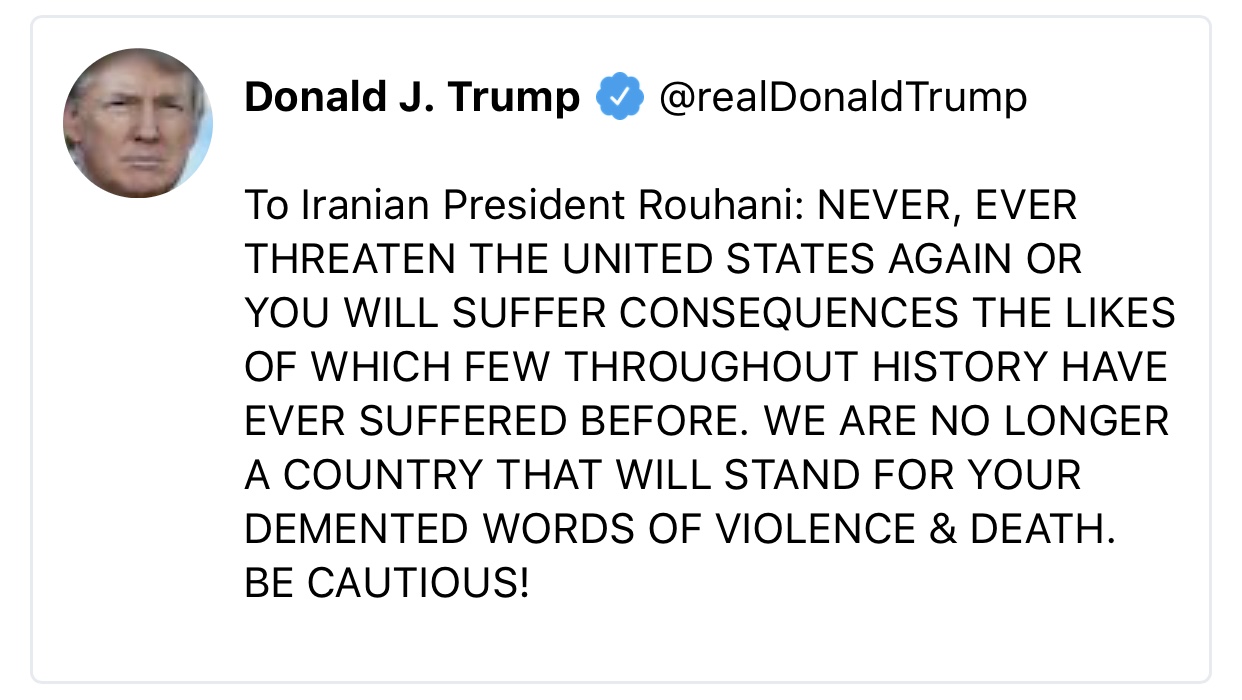 Donald J. Trump @realDonaldTrump
To Iranian President Rouhani: NEVER, EVER
THREATEN THE UNITED STATES AGAIN OR
YOU WILL SUFFER CONSEQUENCES THE LIKES
OF WHICH FEW THROUGHOUT HISTORY HAVE
EVER SUFFERED BEFORE. WE ARE NO LONGER
A COUNTRY THAT WILL STAND FOR YOUR
DEMENTED WORDS OF VIOLENCE & DEATH.
BE CAUTIOUS!